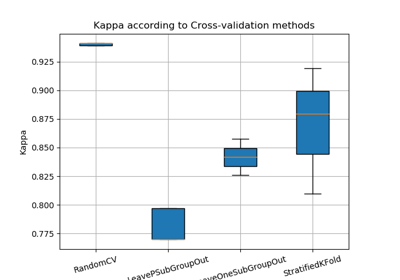 Kappa according to Cross-validation methods
0.925
0.900
0.875
0.850
0.825
0.800
0.775
Kappa
RandomCV
LeavePSubGroupOut
eaveOneSubGroupOut
StratifiedKFold